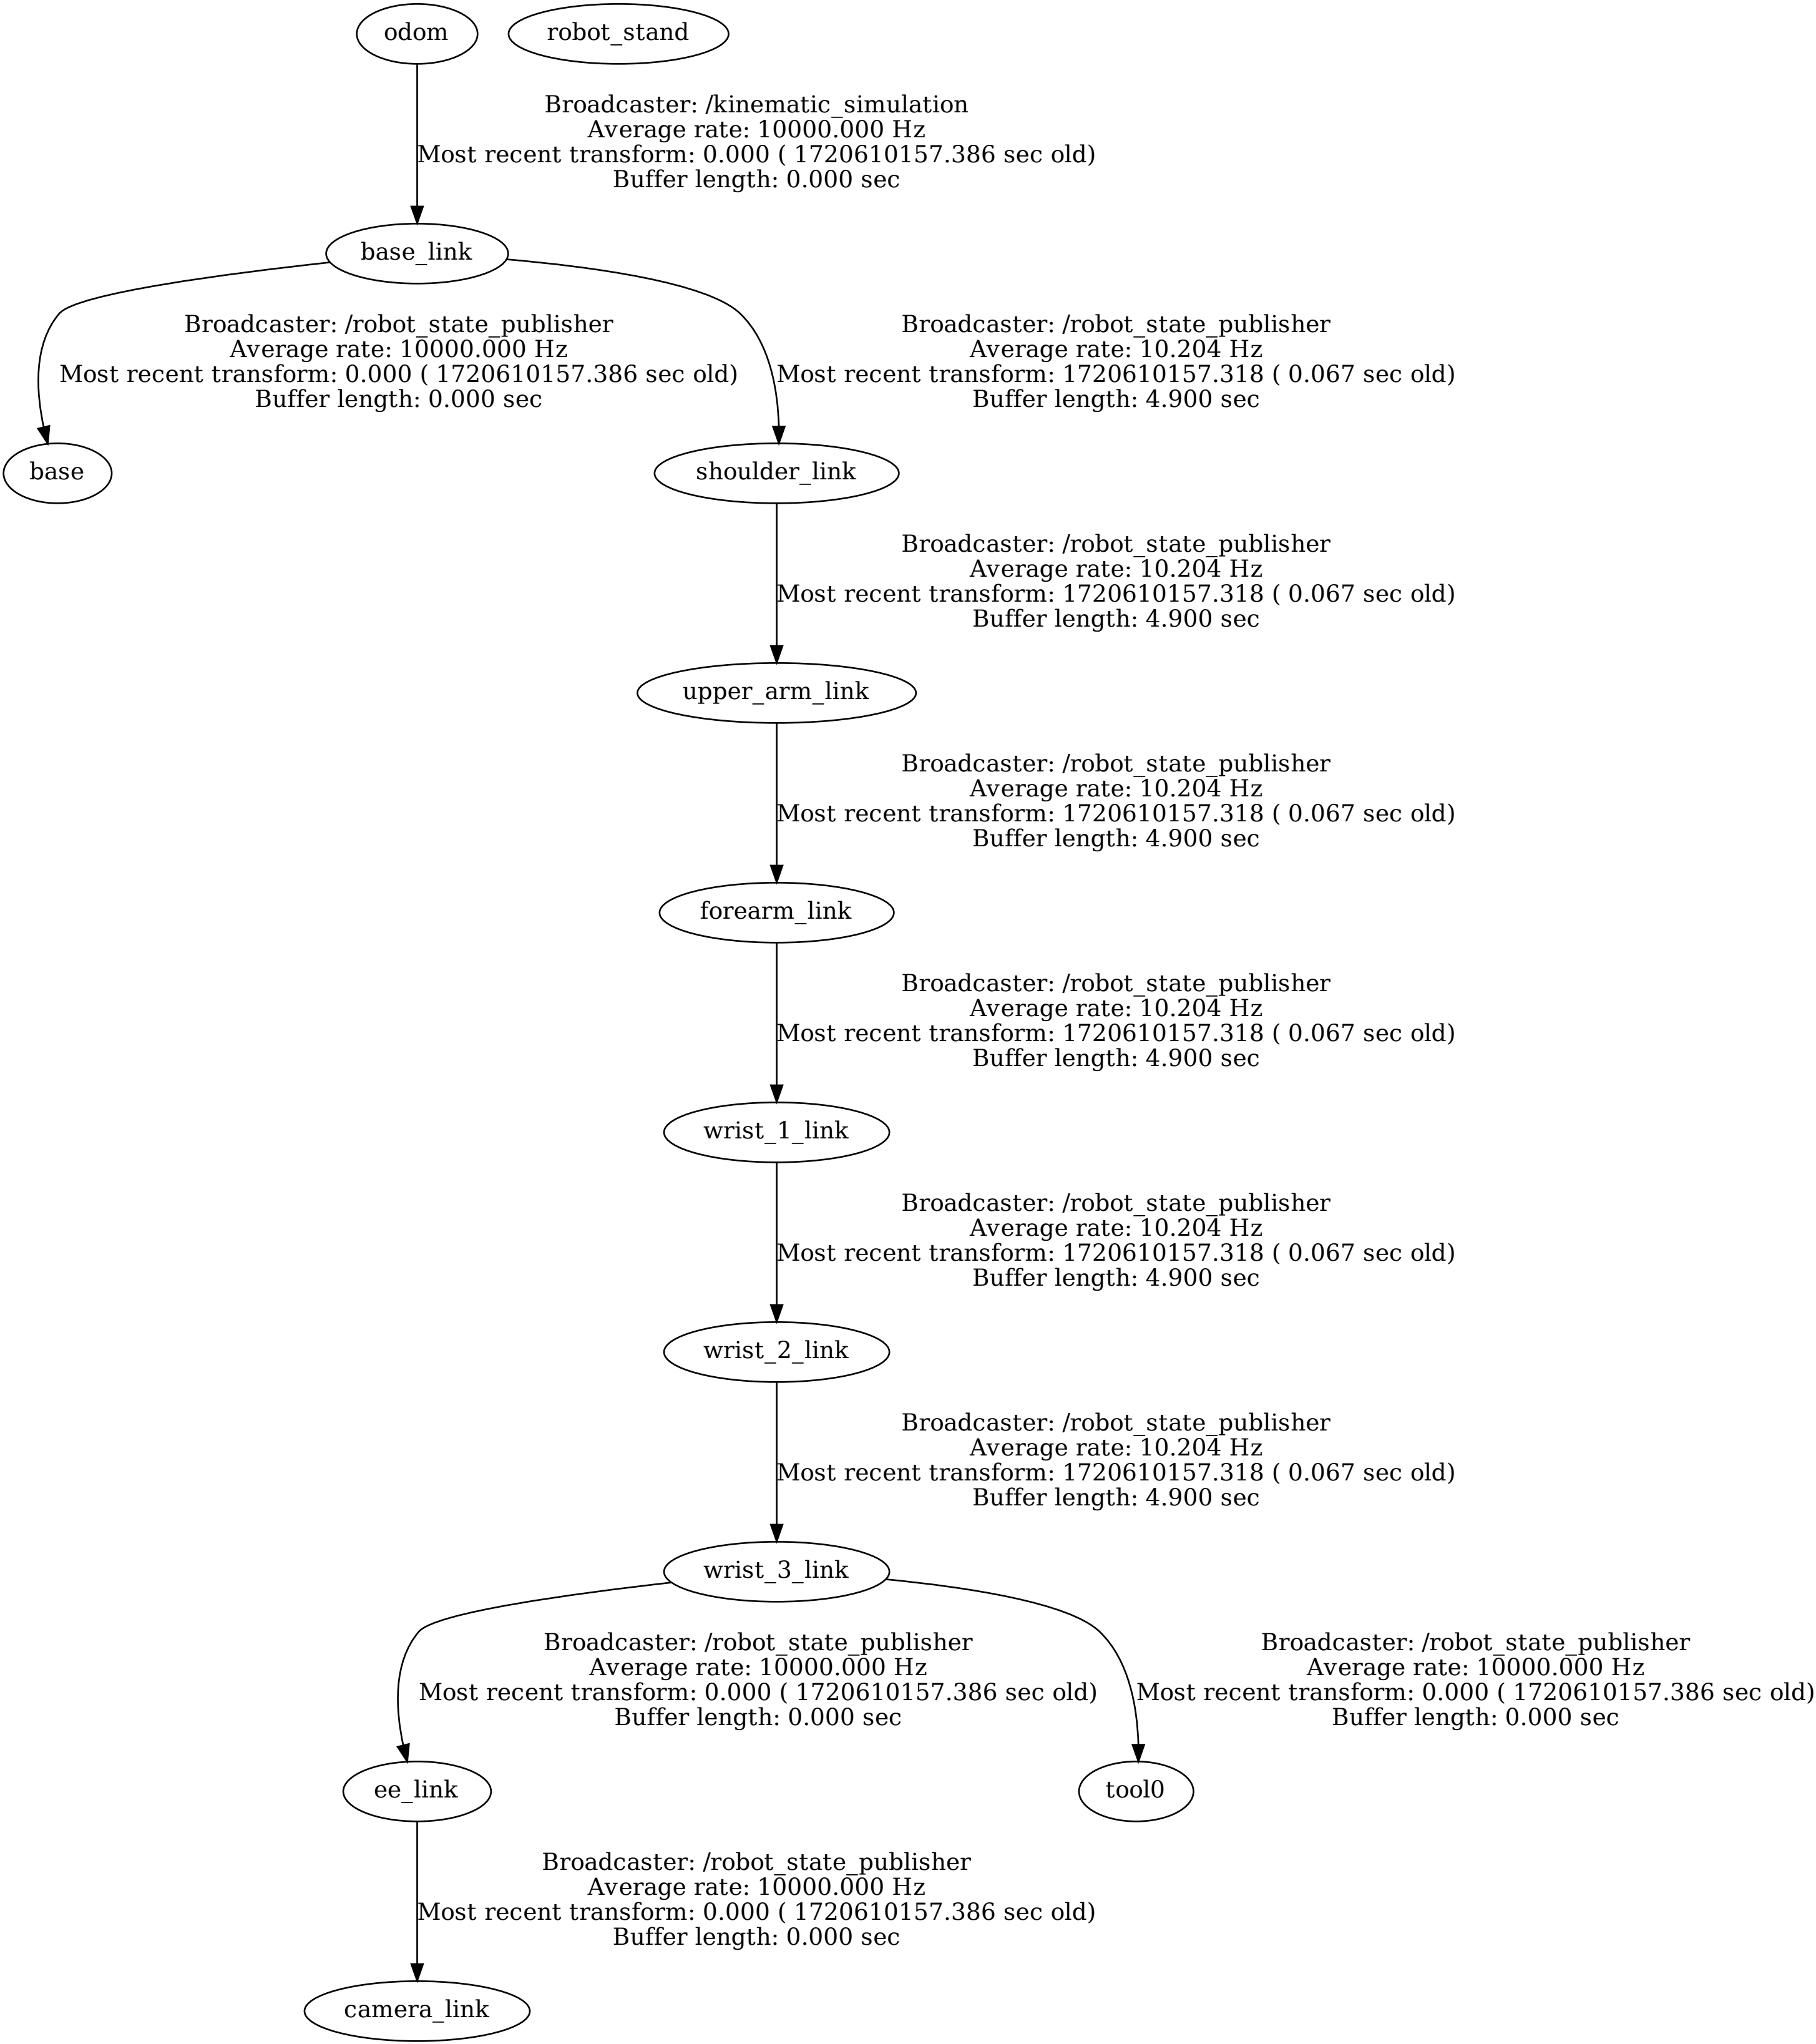 odom
robot_stand
Broadcaster: /kinematic_simulation
Average rate: 10000.000 Hz
Most recent transform: 0.000 ( 1720610157.386 sec old)
Buffer length: 0.000 sec
base_link
Broadcaster: /robot_state_publisher
Average rate: 10000.000 Hz
Most recent transform: 0.000 ( 1720610157.386 sec old)
Buffer length: 0.000 sec
Broadcaster: /robot_state_publisher
Average rate: 10.204 Hz
Most recent transform: 1720610157.318 ( 0.067 sec old)
Buffer length: 4.900 sec
base
shoulder_link
Broadcaster: /robot_state_publisher
Average rate: 10.204 Hz
Most recent transform: 1720610157.318 ( 0.067 sec old)
Buffer length: 4.900 sec
upper_arm_link
Broadcaster: /robot_state_publisher
Average rate: 10.204 Hz
Most recent transform: 1720610157.318 ( 0.067 sec old)
Buffer length: 4.900 sec
forearm_link
Broadcaster: /robot_state_publisher
Average rate: 10.204 Hz
Most recent transform: 1720610157.318 ( 0.067 sec old)
Buffer length: 4.900 sec
wrist_1_link
Broadcaster: /robot_state_publisher
Average rate: 10.204 Hz
Most recent transform: 1720610157.318 ( 0.067 sec old)
Buffer length: 4.900 sec
wrist_2_link
Broadcaster: /robot_state_publisher
Average rate: 10.204 Hz
Most recent transform: 1720610157.318 ( 0.067 sec old)
Buffer length: 4.900 sec
wrist_3_link
Broadcaster: /robot_state_publisher
Average rate: 10000.000 Hz
Most recent transform: 0.000 ( 1720610157.386 sec old)
Buffer length: 0.000 sec
Broadcaster: /robot_state_publisher
Average rate: 10000.000 Hz
Most recent transform: 0.000 ( 1720610157.386 sec old)
Buffer length: 0.000 sec
ee_link
tool0
Broadcaster: /robot_state_publisher
Average rate: 10000.000 Hz
Most recent transform: 0.000 ( 1720610157.386 sec old)
Buffer length: 0.000 sec
camera_link